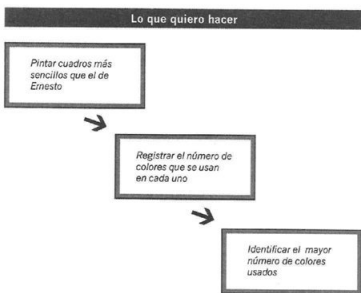 Lo que quiero hacer
Pintar cuadros más
sencillos que el de
Ernesto
Registrar el número de
colores que se usan
en cada uno
Identificar el mayor
número de colores
usados